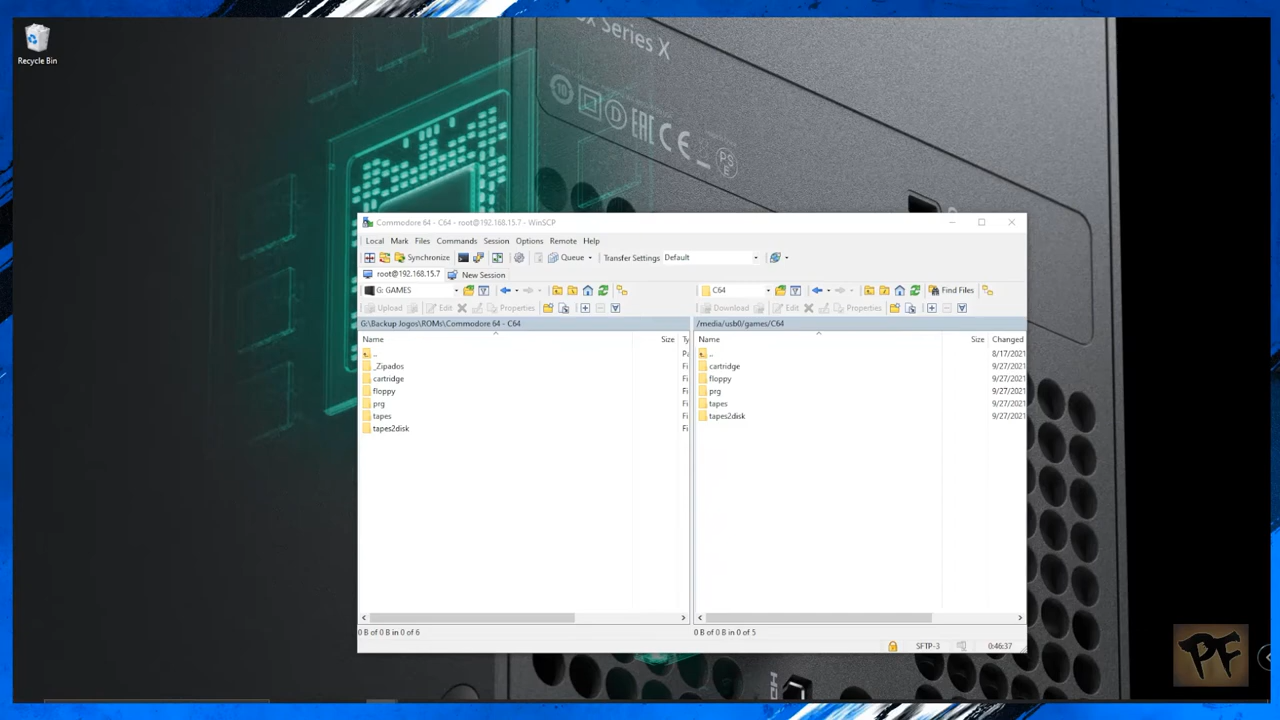 Series X
10
D
EAC
CE
PS
E
Recycle Bin
Commodore 64 - C64 - root@192.168.15.7 - WinSCP
Local Mark Files Commands Session Options Remote Help
Synchronize Queue Transfer Settings Default
root@192.168.15.7 New Session
G: GAMES C64 Find Files
Upload Edit Properties Download Edit Properties
G:\Backup Jogos\ROMs\Commodore 64 - C64 /media/usb0/games/C64
Name Size Name Size Changed
.. .. 8/17/2021
_Zipados cartridge 9/27/2021
cartridge floppy 9/27/2021
floppy prg 9/27/2021
prg tapes 9/27/2021
tapes tapes2disk 9/27/2021
tapes2disk
0 B of 0 B in 0 of 6 0 B of 0 B in 0 of 5
SFTP-3 0:46:37
PF